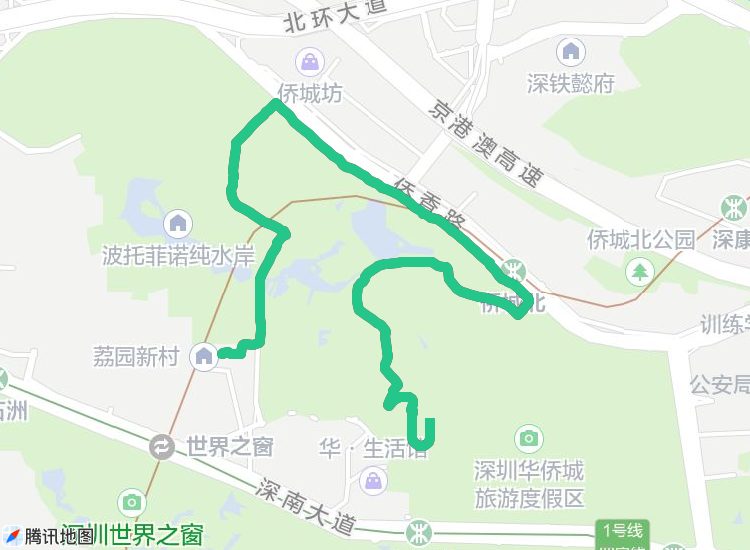 北环大道
侨城坊
深铁懿府
京港澳高速
侨香路
侨城北公园
深康
波托菲诺纯水岸
侨城北
训练学
荔园新村
公安局
石洲
世界之窗
华·生活馆
深圳华侨城
旅游度假区
深南大道
1号线
腾讯地图
深圳世界之窗